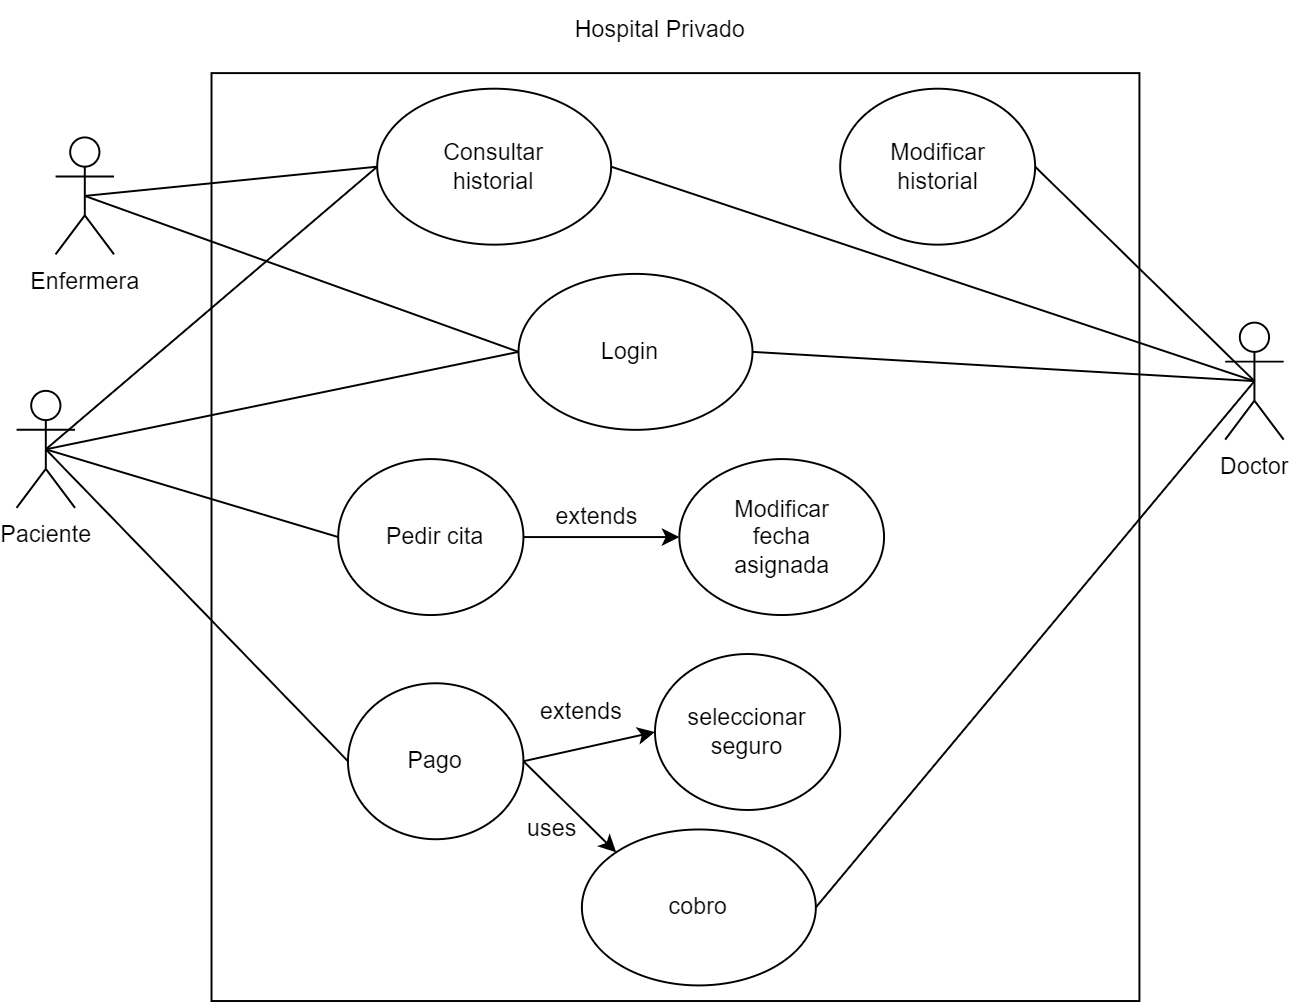 Hospital Privado
Consultar
historial
Modificar
historial
Enfermera
Login
Doctor
Paciente
Pedir cita
extends
Modificar
fecha
asignada
extends
seleccionar
seguro
Pago
uses
cobro